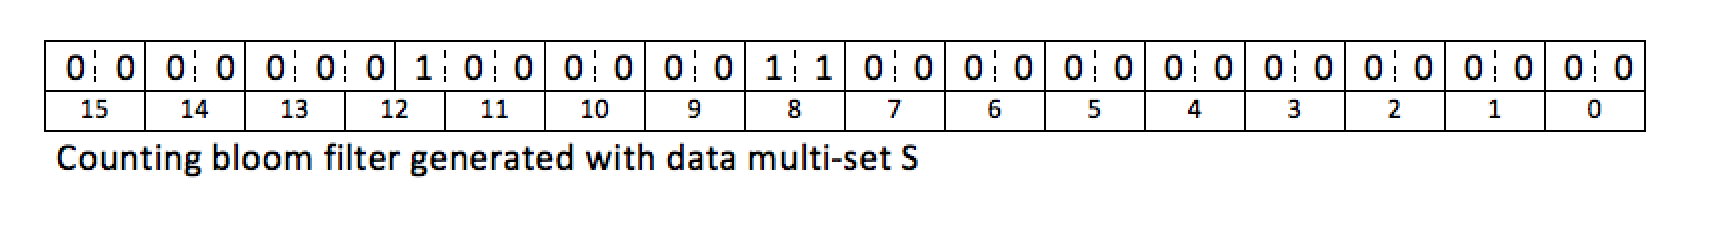 0 0 0 0 0 0 0 1 0 0 0 0 0 0 1 1 0 0 0 0 0 0 0 0 0 0 0 0 0 0 0 0
15 14 13 12 11 10 9 8 7 6 5 4 3 2 1 0
Counting bloom filter generated with data multi-set S